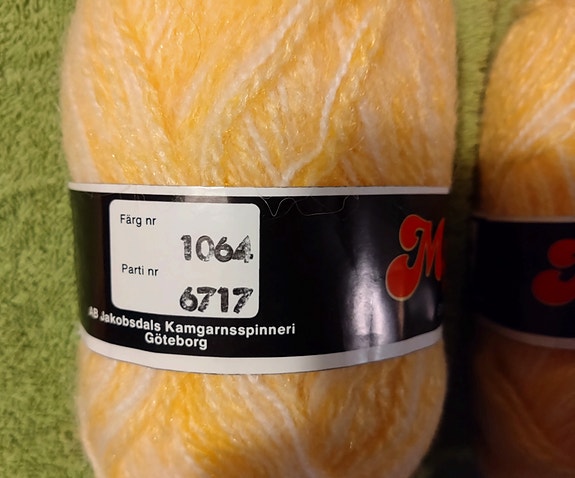 Färg nr
1064
Parti nr
6717
AB Jakobsdals Kamgarnsspinneri
Göteborg
M